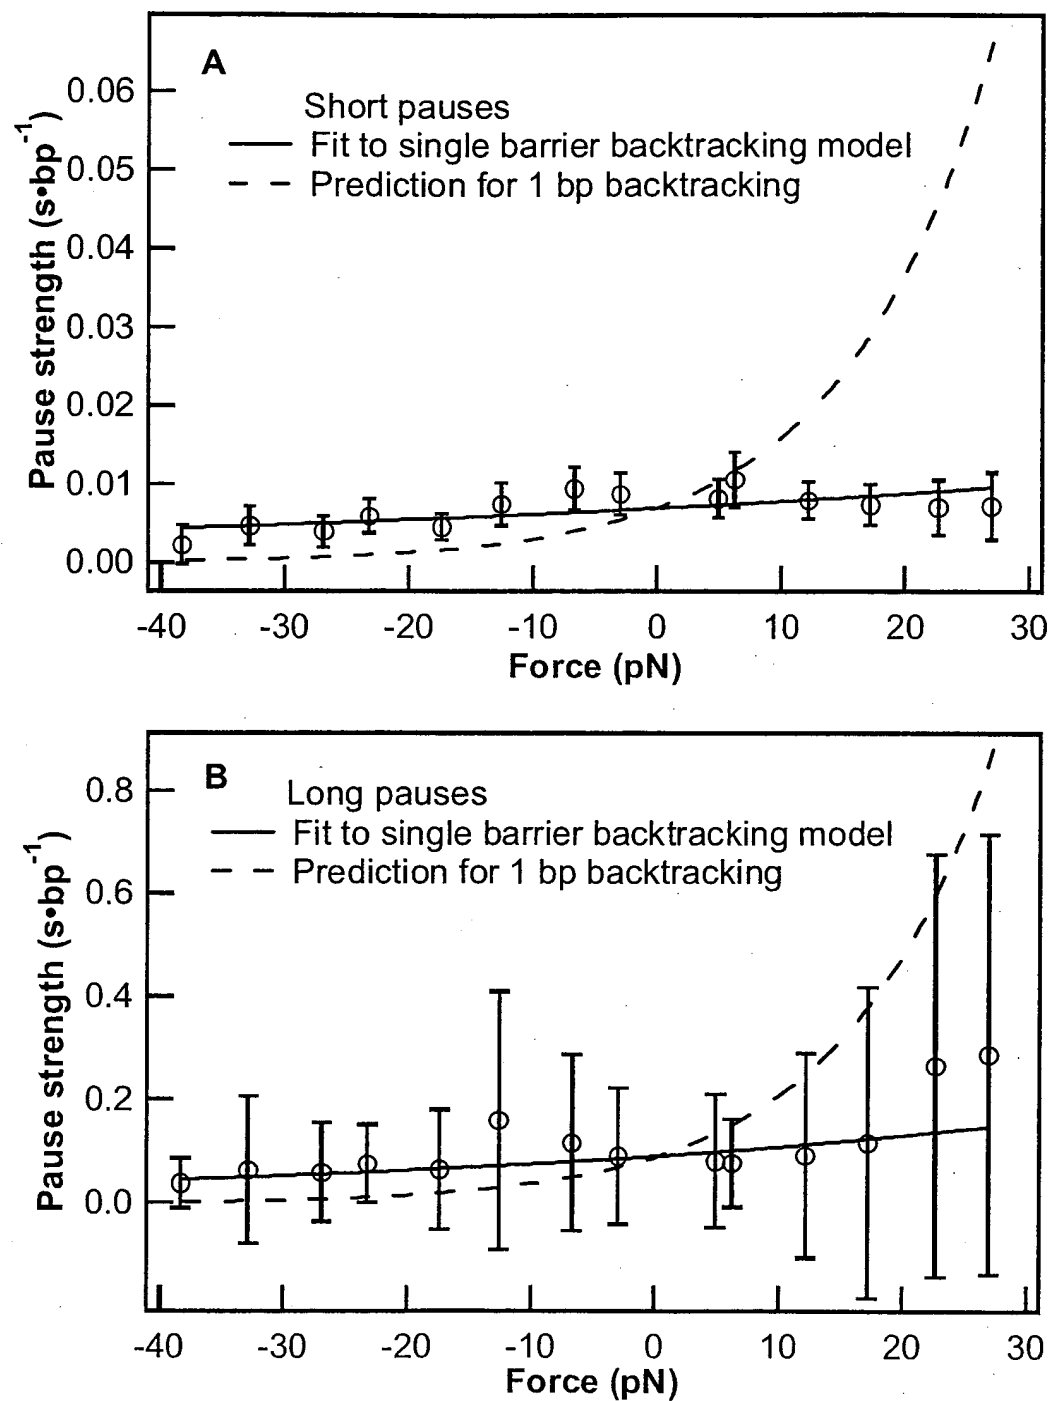 A
Short pauses
Fit to single barrier backtracking model
Prediction for 1 bp backtracking
Pause strength (s•bp-1)
0.06
0.05
0.04
0.03
0.02
0.01
0.00
-40 -30 -20 -10 0 10 20 30
Force (pN)
B
Long pauses
Fit to single barrier backtracking model
Prediction for 1 bp backtracking
Pause strength (s•bp-1)
0.8
0.6
0.4
0.2
0.0
-40 -30 -20 -10 0 10 20 30
Force (pN)